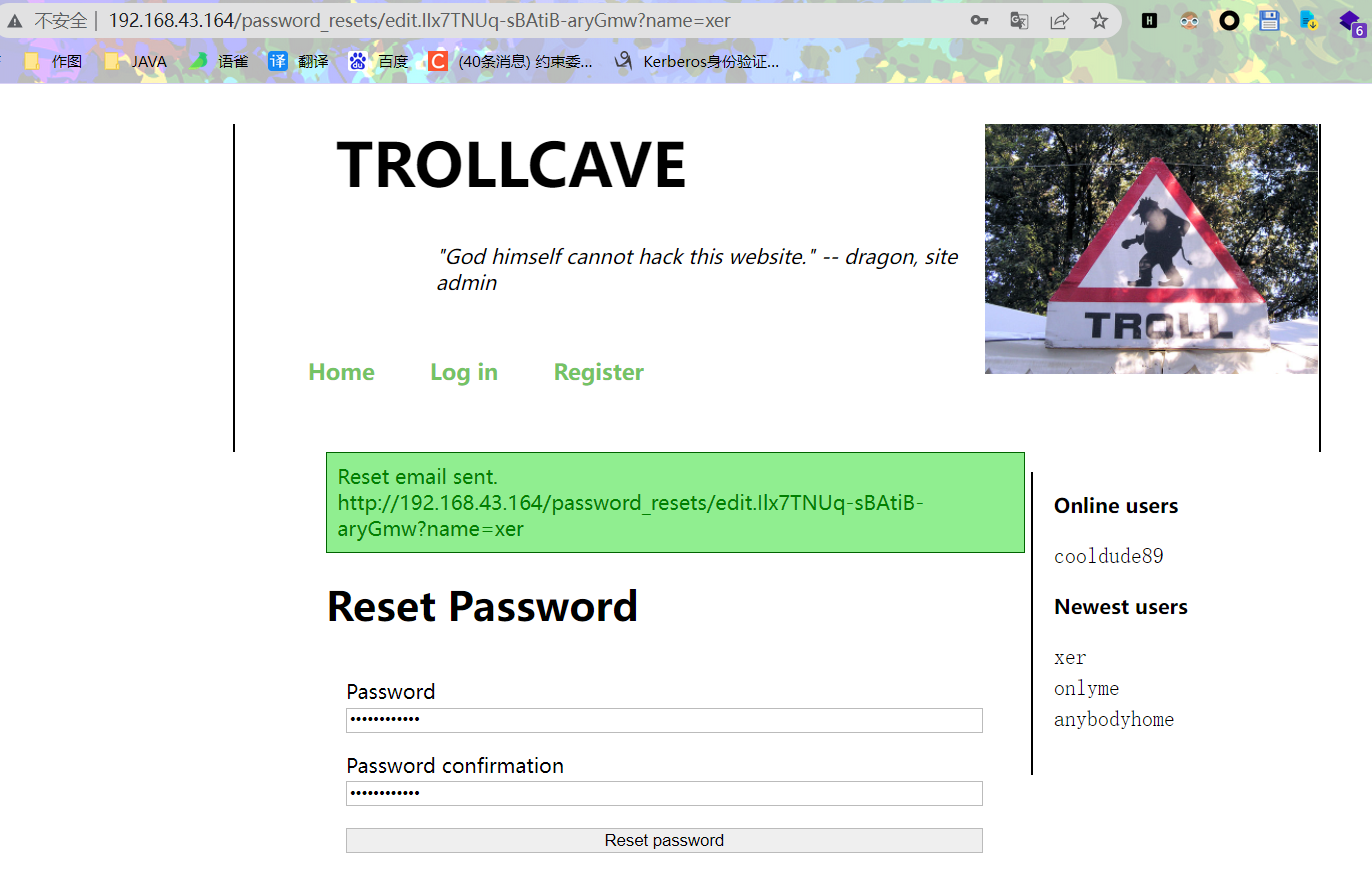 不安全 | 192.168.43.164/password_resets/edit.Ilx7TNUq-sBAtiB-aryGmw?name=xer
作图 JAVA 语雀 译 翻译 du 百度 C (40条消息) 约束委... Kerberos身份验证...
H
6
TROLLCAVE
"God himself cannot hack this website." -- dragon, site
admin
TROLL
Home Log in Register
Reset email sent.
http://192.168.43.164/password_resets/edit.Ilx7TNUq-sBAtiB-
aryGmw?name=xer
Reset Password
Password
••••••••••••
Password confirmation
••••••••••••
Reset password
Online users
cooldude89
Newest users
xer
onlyme
anybodyhome